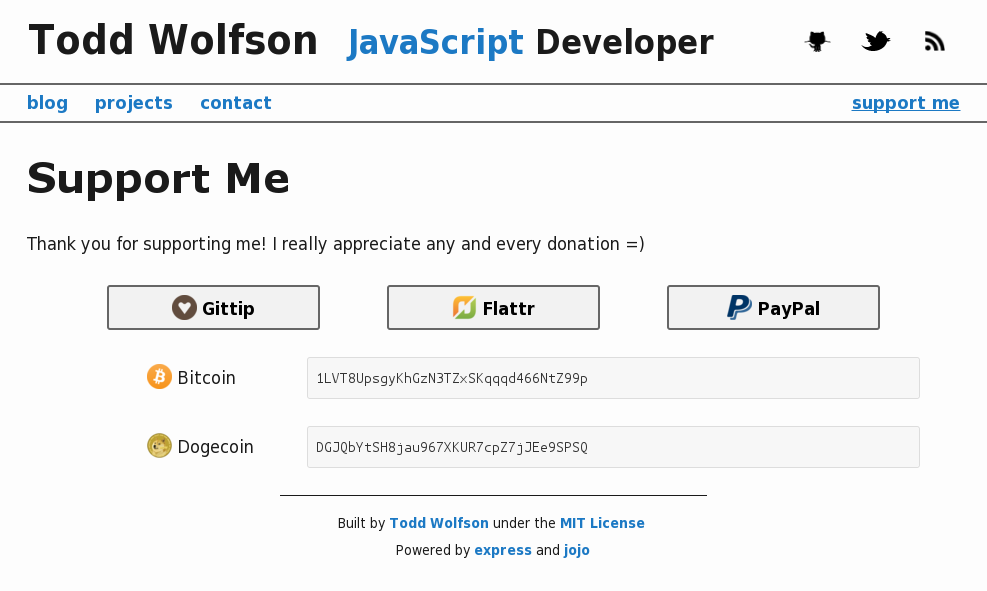 Todd Wolfson JavaScript Developer
blog projects contact support me
Support Me
Thank you for supporting me! I really appreciate any and every donation =)
Gittip Flattr PayPal
Bitcoin 1LVT8UpsgyKhGzN3TZxSKqqqd466NtZ99p
Dogecoin DGJQbYtSH8jau967XKUR7cpZ7jJEe9SPSQ
Built by Todd Wolfson under the MIT License
Powered by express and jojo